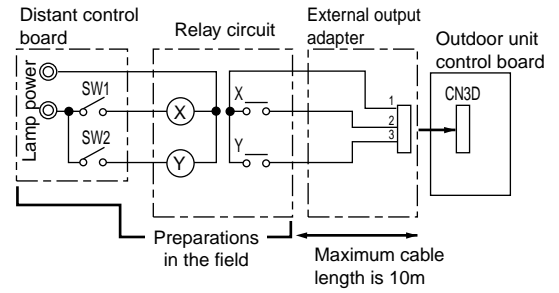 Distant control
board
Relay circuit
External output
adapter
Outdoor unit
control board
Lamp power
SW1
SW2
X
Y
X
Y
1
2
3
CN3D
Preparations
in the field
Maximum cable
length is 10m